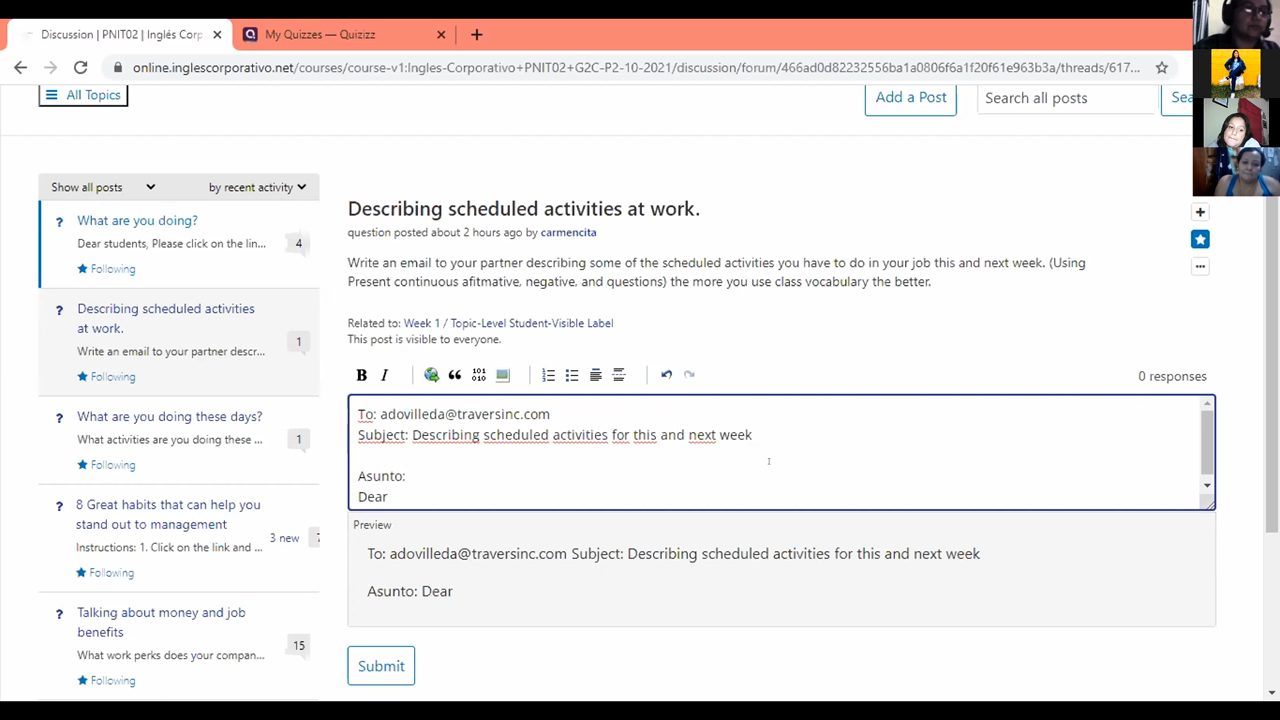 Discussion | PNIT02 | Inglés Corp
My Quizzes — Quizizz
online.inglescorporativo.net/courses/course-v1:Ingles-Corporativo+PNIT02+G2C-P2-10-2021/discussion/forum/466ad0d82232556ba1a0806f6a1f20f61e963b3a/threads/617...
All Topics
Add a Post
Search all posts
Show all posts
by recent activity
What are you doing?
Dear students, Please click on the lin...
4
Following
Describing scheduled activities
at work.
Write an email to your partner descr...
1
Following
What are you doing these days?
What activities are you doing these ...
1
Following
8 Great habits that can help you
stand out to management
Instructions: 1. Click on the link and ...
3 new
Following
Talking about money and job
benefits
What work perks does your compan...
15
Following
Describing scheduled activities at work.
question posted about 2 hours ago by carmencita
Write an email to your partner describing some of the scheduled activities you have to do in your job this and next week. (Using
Present continuous afitmative, negative, and questions) the more you use class vocabulary the better.
Related to: Week 1 / Topic-Level Student-Visible Label
This post is visible to everyone.
B I
101
010
0 responses
To: adovilleda@traversinc.com
Subject: Describing scheduled activities for this and next week
Asunto:
Dear
Preview
To: adovilleda@traversinc.com Subject: Describing scheduled activities for this and next week
Asunto: Dear
Submit